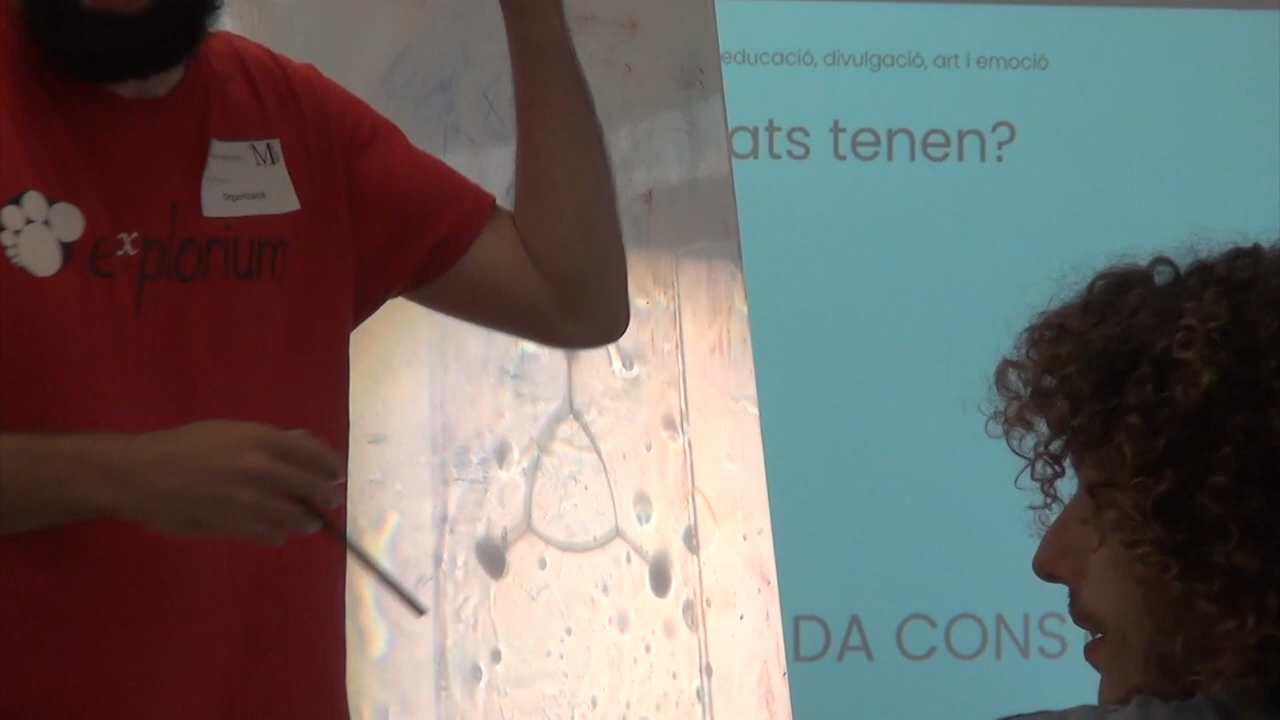 educació, divulgació, art i emoció
ats tenen?
M
Organització
explorium
DA CONS